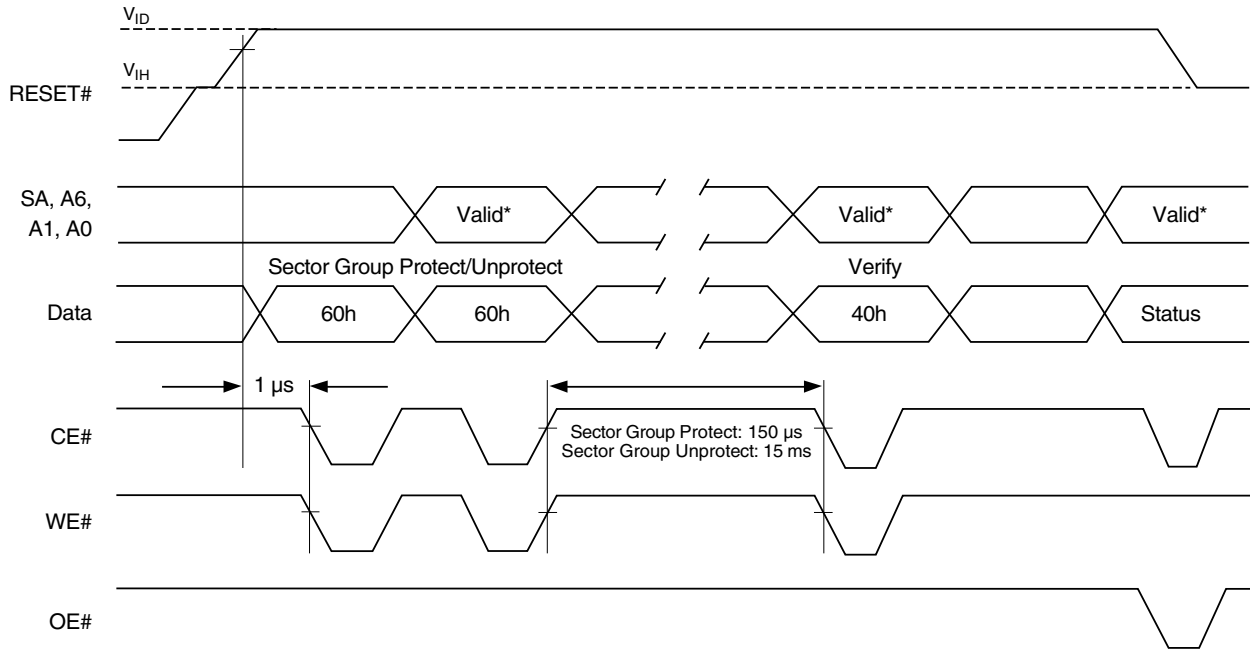 VID
VIH
RESET#
SA, A6,
A1, A0
Valid*
Valid*
Valid*
Sector Group Protect/Unprotect
Verify
Data
60h
60h
40h
Status
1 µs
CE#
Sector Group Protect: 150 µs
Sector Group Unprotect: 15 ms
WE#
OE#